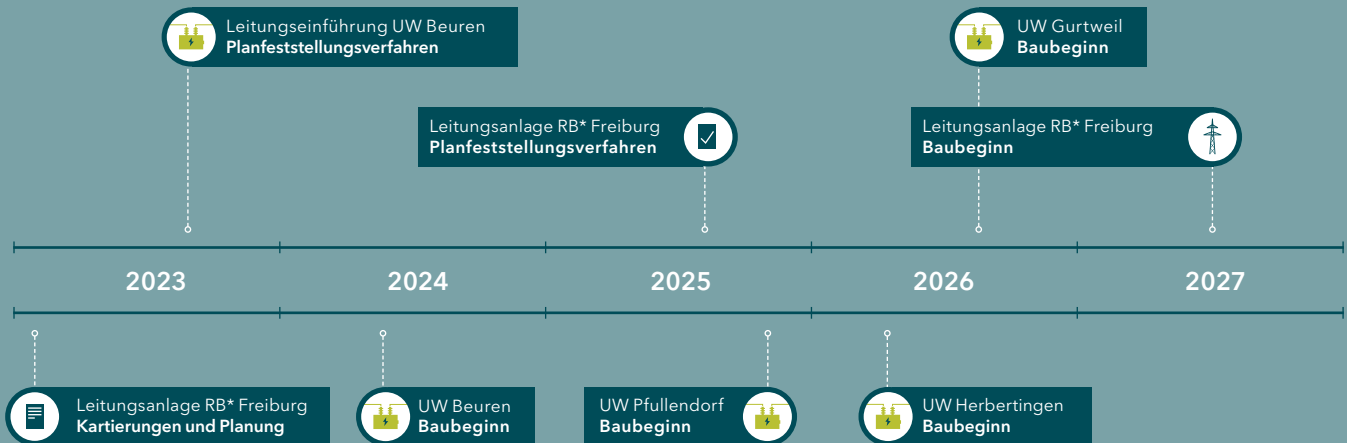 Leitungseinführung UW Beuren
Planfeststellungsverfahren
UW Gurtweil
Baubeginn
Leitungsanlage RB* Freiburg
Planfeststellungsverfahren
Leitungsanlage RB* Freiburg
Baubeginn
2023
2024
2025
2026
2027
Leitungsanlage RB* Freiburg
Kartierungen und Planung
UW Beuren
Baubeginn
UW Pfullendorf
Baubeginn
UW Herbertingen
Baubeginn